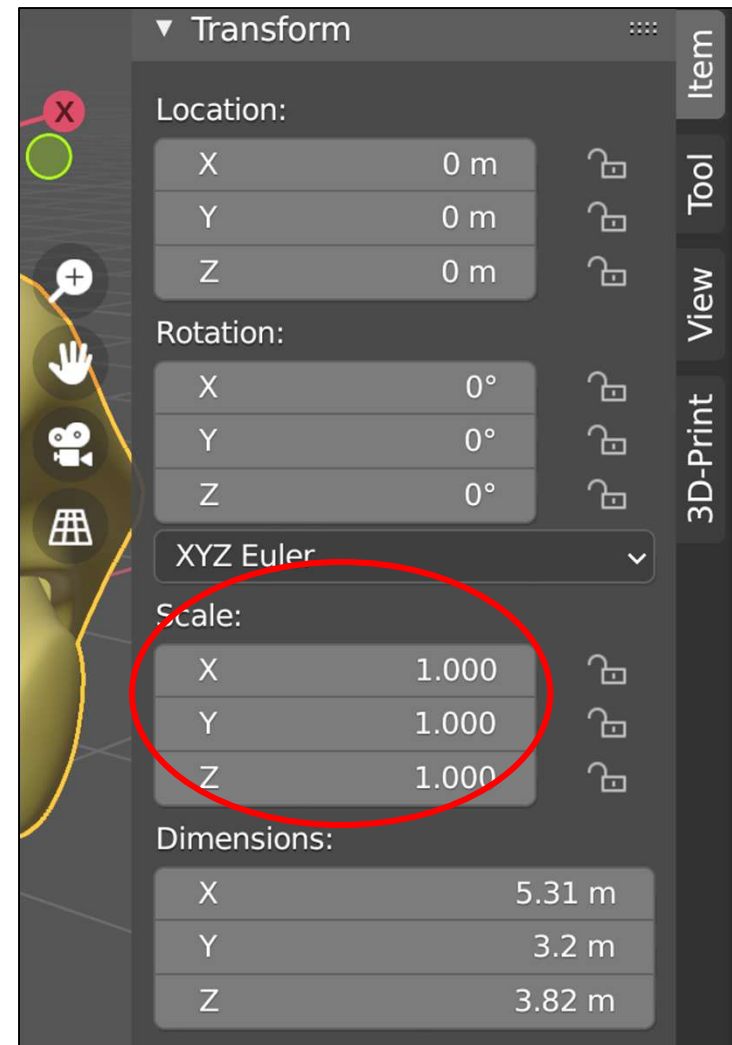 Transform
Location:
X 0 m
Y 0 m
Z 0 m
Rotation:
X 0°
Y 0°
Z 0°
XYZ Euler
Scale:
X 1.000
Y 1.000
Z 1.000
Dimensions:
X 5.31 m
Y 3.2 m
Z 3.82 m
Item
Tool
View
3D-Print
X